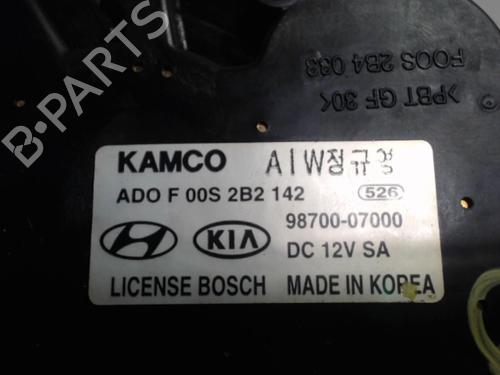 FOOS 2B4 033
>PBT GF 30<
KAMCO AIW정규영
ADO F 00S 2B2 142 526
98700-07000
KIA DC 12V SA
LICENSE BOSCH MADE IN KOREA
B-PARTS